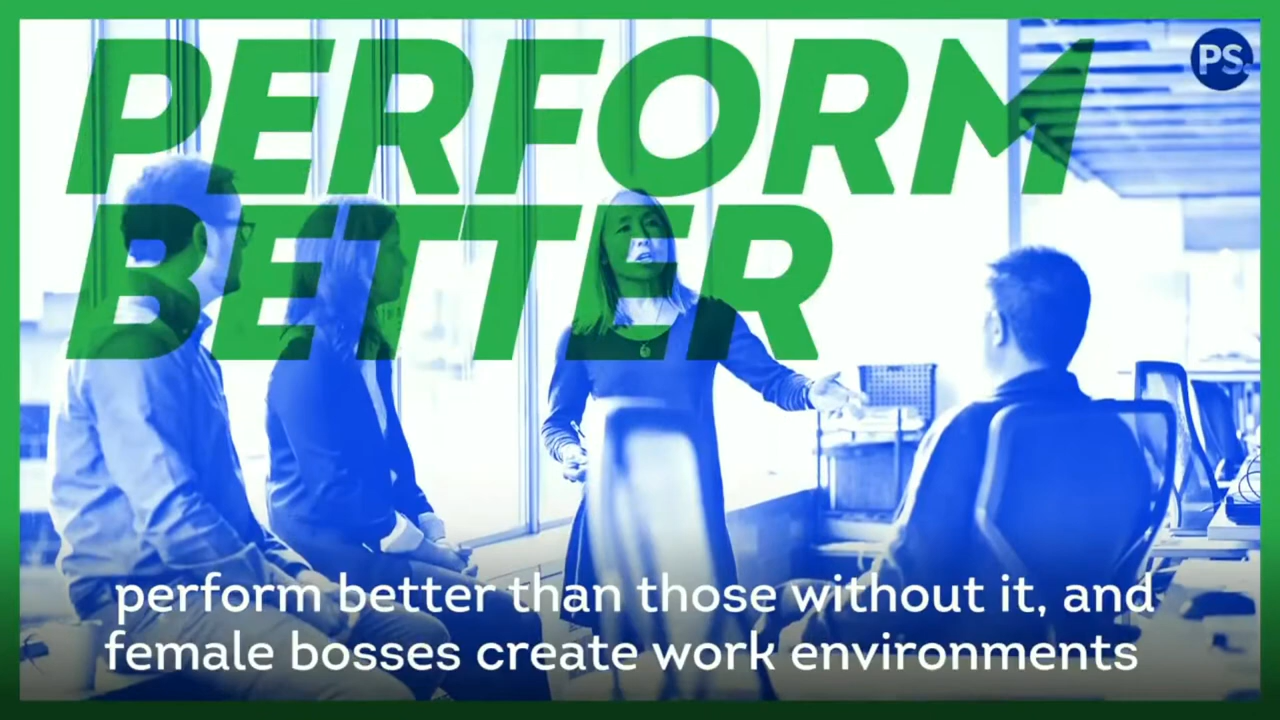 PERFORM
BETTER
PS.
perform better than those without it, and
female bosses create work environments